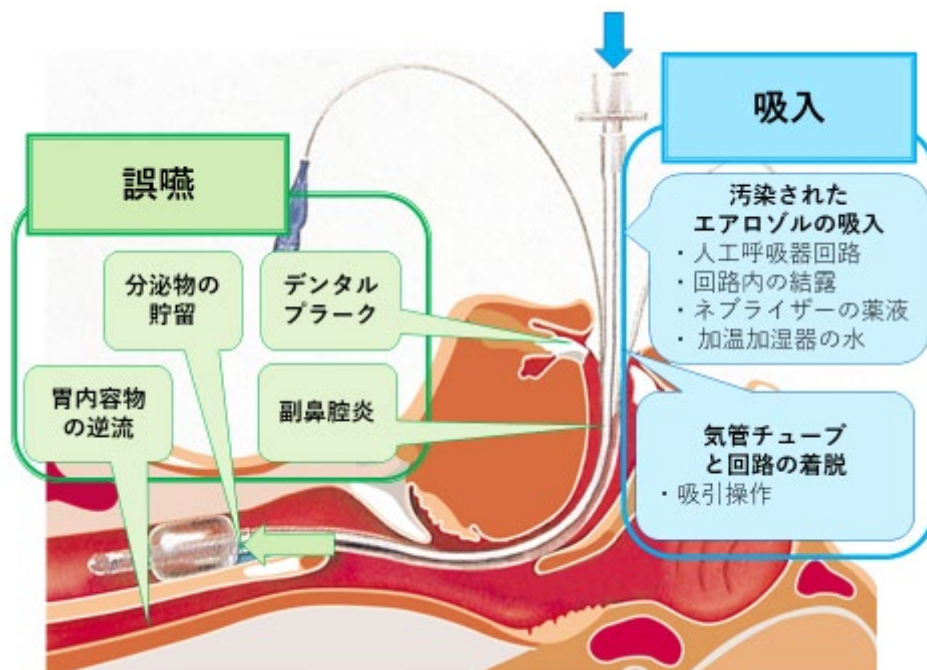 誤嚥
分泌物の
貯留
デンタル
プラーク
胃内容物
の逆流
副鼻腔炎
吸入
汚染された
エアロゾルの吸入
・人工呼吸器回路
・回路内の結露
・ネブライザーの薬液
・加温加湿器の水
気管チューブ
と回路の着脱
・吸引操作